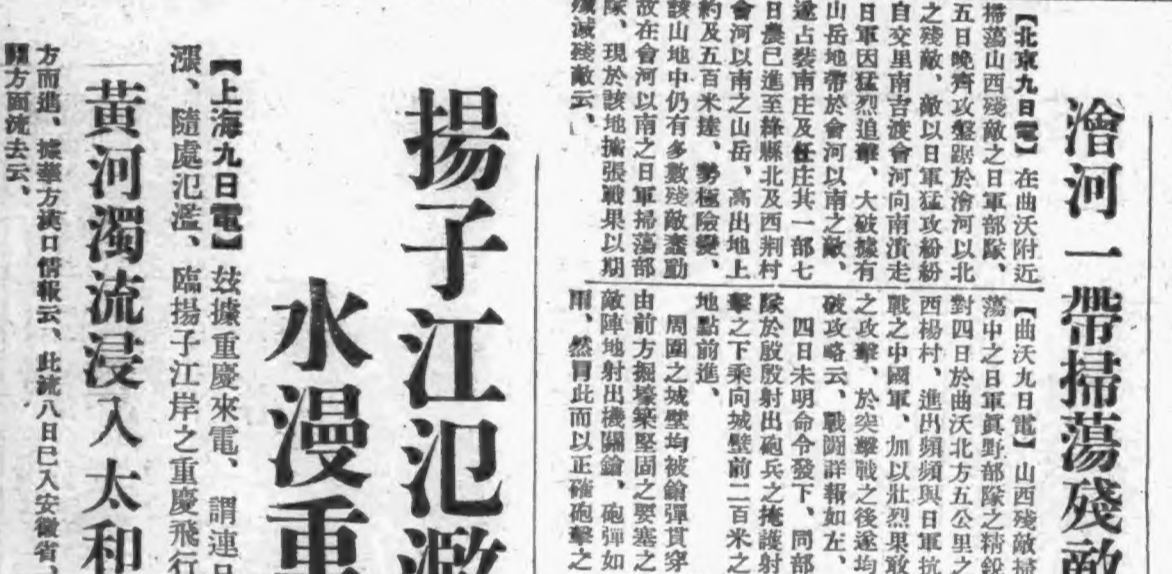 澮河一帶掃蕩殘敵
【北京九日電】在曲沃附近
掃蕩山西殘敵之日軍部隊、
五日晩齊攻盤踞於澮河以北
之殘敵、敵以日軍猛攻紛紛
自交里南吉渡會河向南潰走
日軍因猛烈追擊、大破據有
山岳地帶於會河以南之敵、
遂占裴南庄及任庄共一部七
日晨已進至絳縣北及西荆村
會河以南之山岳、高出地上
約及五百米達、勢極險變、
該山地中仍有多數殘敵蠢動
故在會河以南之日軍掃蕩部
隊、現於該地擴張戰果以期
殲滅殘敵云、
【曲沃九日電】山西殘敵掃
蕩中之日軍眞野部隊之精銳
對四日於曲沃北方五公里之
西楊村、進出頻頻與日軍抗
戰之中國軍、加以壯烈果敢
之攻擊、於突擊戰之後遂均
破攻略云、戰鬪詳報如左、
四日未明命令發下、同部
隊於殷殷射出砲兵之掩護射
擊之下乘向城壁前二百米之
地點前進、
周圍之城壁均被鎗彈貫穿
由前方掘壕築堅固之要塞之
敵陣地射出機關鎗、砲彈如
雨、然冒此而以正確砲擊之
揚子江氾濫
水漫重
【上海九日電】玆據重慶來電、謂連日
漲、隨處氾濫、臨揚子江岸之重慶飛行
黃河濁流浸入太和
方面進、據華方漢口情報云、此流八日已入安徽省、
關方面流去云、